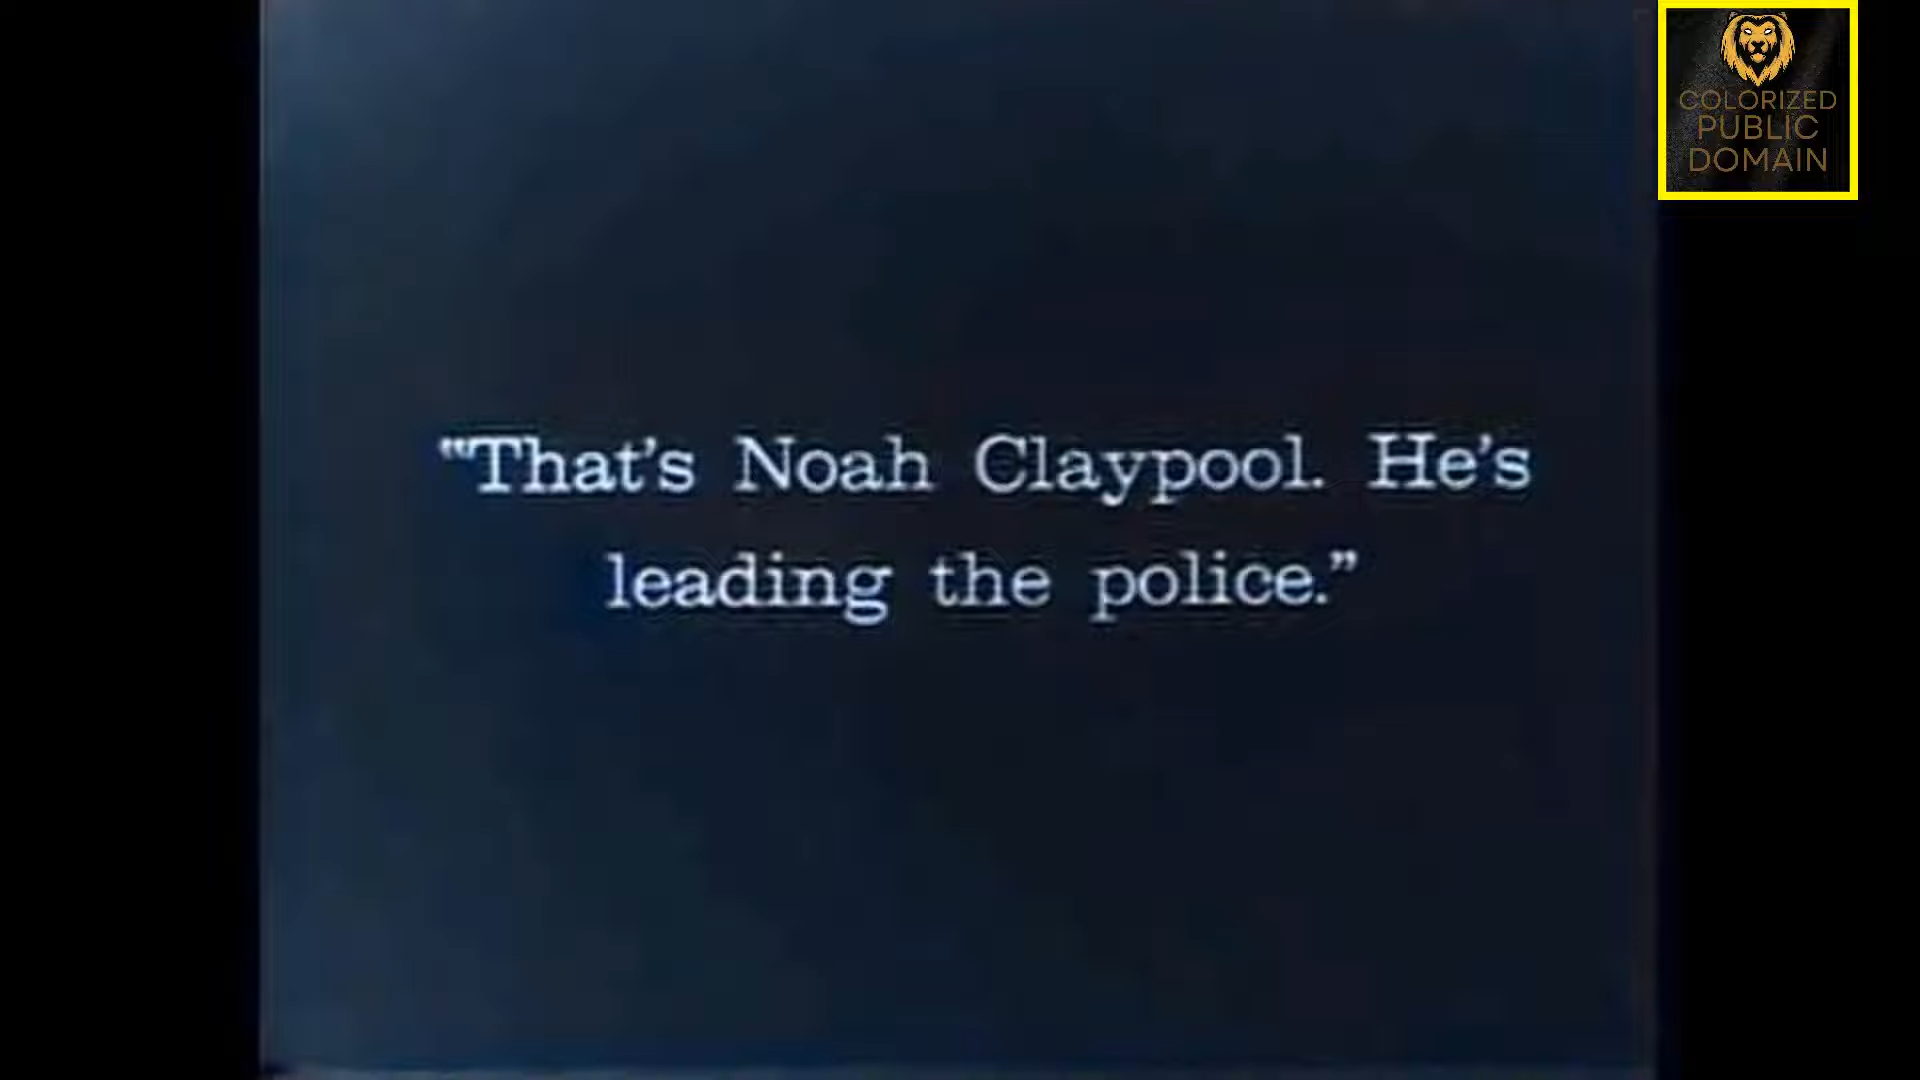 COLORIZED
PUBLIC
DOMAIN
"That's Noah Claypool. He's
leading the police."